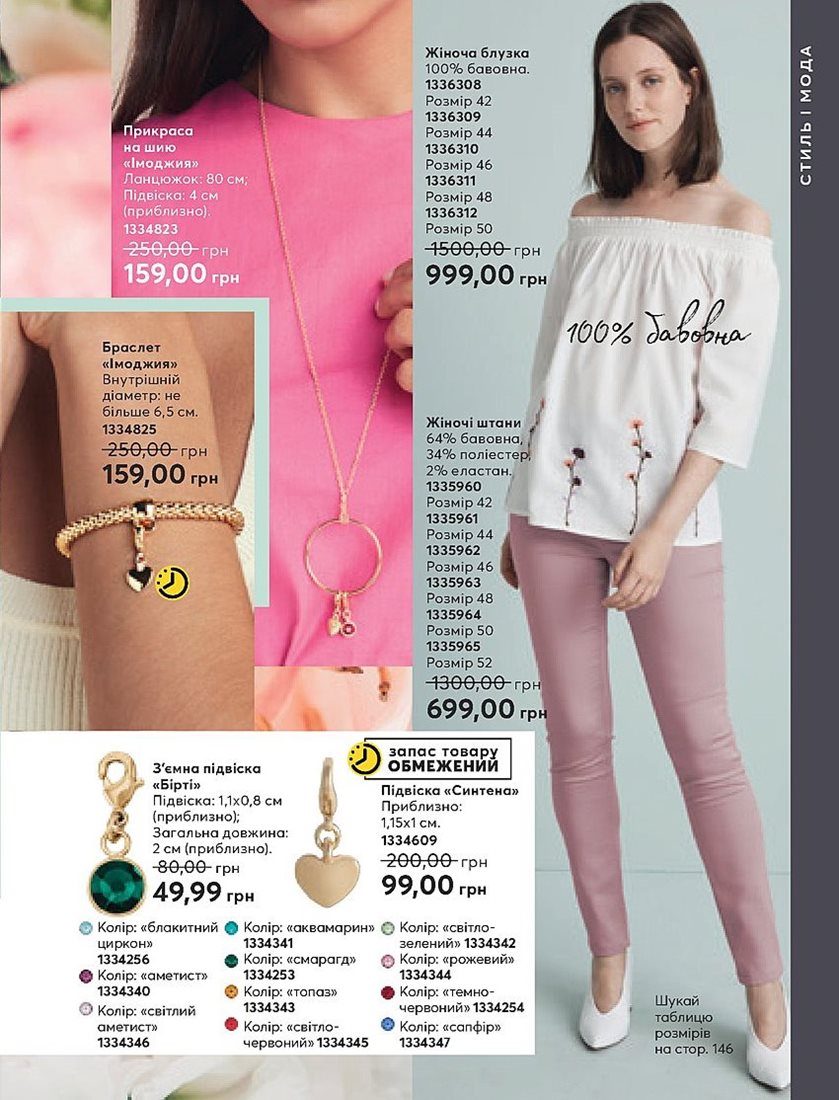 СТИЛЬ І МОДА
Прикраса
на шию
«Імоджия»
Ланцюжок: 80 см;
Підвіска: 4 см
(приблизно).
1334823
250,00 грн
159,00 грн
Браслет
«Імоджия»
Внутрішній
діаметр: не
більше 6,5 см.
1334825
250,00 грн
159,00 грн
Жіноча блузка
100% бавовна.
1336308
Розмір 42
1336309
Розмір 44
1336310
Розмір 46
1336311
Розмір 48
1336312
Розмір 50
1500,00 грн
999,00 грн
100% бавовна
Жіночі штани
64% бавовна,
34% поліестер,
2% еластан.
1335960
Розмір 42
1335961
Розмір 44
1335962
Розмір 46
1335963
Розмір 48
1335964
Розмір 50
1335965
Розмір 52
1300,00 грн
699,00 грн
З’ємна підвіска
«Бірті»
Підвіска: 1,1х0,8 см
(приблизно);
Загальна довжина:
2 см (приблизно).
80,00 грн
49,99 грн
запас товару
ОБМЕЖЕНИЙ
Підвіска «Синтена»
Приблизно:
1,15х1 см.
1334609
200,00 грн
99,00 грн
Колір: «блакитний
циркон»
1334256
Колір: «аметист»
1334340
Колір: «світлий
аметист»
1334346
Колір: «аквамарин»
1334341
Колір: «смарагд»
1334253
Колір: «топаз»
1334343
Колір: «світло-
червоний» 1334345
Колір: «світло-
зелений» 1334342
Колір: «рожевий»
1334344
Колір: «темно-
червоний» 1334254
Колір: «сапфір»
1334347
Шукай
таблицю
розмірів
на стор. 146